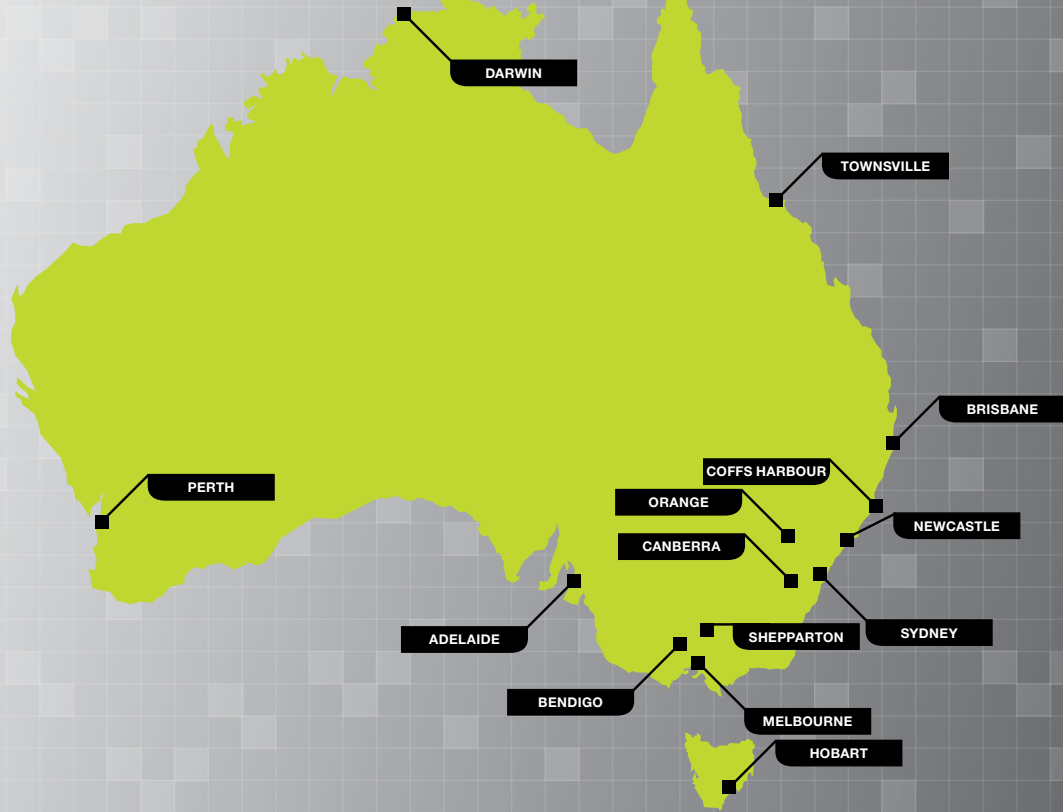 DARWIN
TOWNSVILLE
BRISBANE
COFFS HARBOUR
PERTH
ORANGE
NEWCASTLE
CANBERRA
ADELAIDE
SHEPPARTON
SYDNEY
BENDIGO
MELBOURNE
HOBART